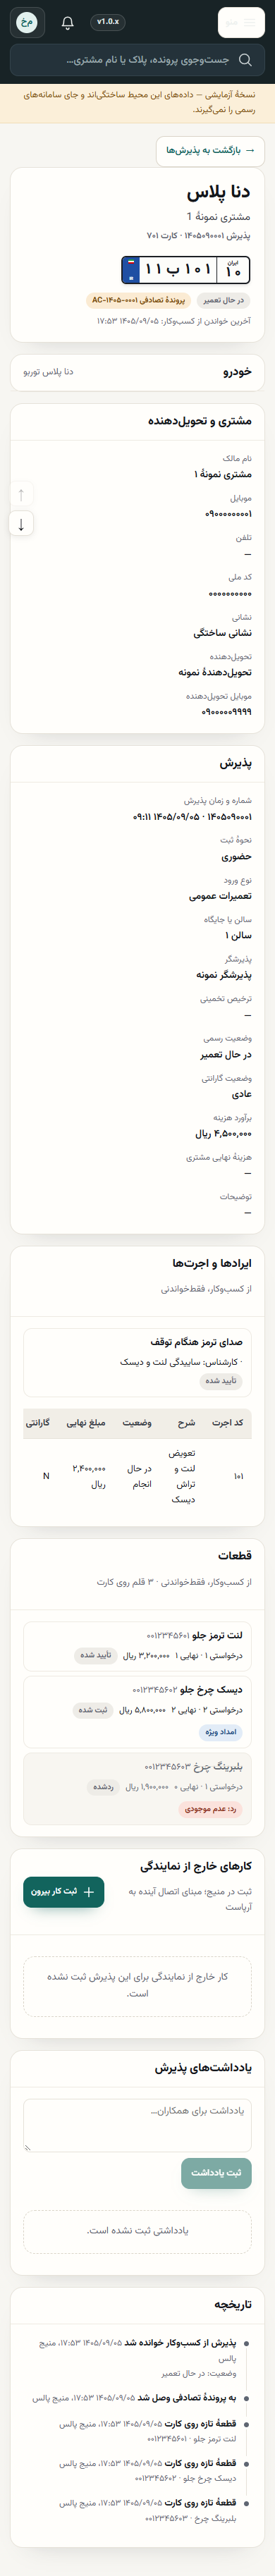 منو
v1.0.x
م‌خ
جست‌وجوی پرونده، پلاک یا نام مشتری...
نسخهٔ آزمایشی — داده‌های این محیط ساختگی‌اند و جای سامانه‌های
رسمی را نمی‌گیرند.
→ بازگشت به پذیرش‌ها
دنا پلاس
مشتری نمونهٔ 1
پذیرش ۱۴۰۵۰۹۰۰۰۱ · کارت ۷۰۱
ایران
۱۰
۱۰۱ ب ۱۱
در حال تعمیر
پروندهٔ تصادفی AC-۱۴۰۵-۰۰۰۱
آخرین خواندن از کسب‌وکار: ۱۴۰۵/۰۹/۰۵ ۱۷:۵۳
خودرو
دنا پلاس توربو
مشتری و تحویل‌دهنده
نام مالک
مشتری نمونهٔ ۱
موبایل
۰۹۰۰۰۰۰۰۰۰۱
تلفن
—
کد ملی
۰۰۰۰۰۰۰۰۰۰
نشانی
نشانی ساختگی
تحویل‌دهنده
تحویل‌دهندهٔ نمونه
موبایل تحویل‌دهنده
۰۹۰۰۰۰۰۹۹۹۹
↑
↓
پذیرش
شماره و زمان پذیرش
۱۴۰۵۰۹۰۰۰۱ · ۱۴۰۵/۰۹/۰۵ ۰۹:۱۱
نحوهٔ ثبت
حضوری
نوع ورود
تعمیرات عمومی
سالن یا جایگاه
سالن ۱
پذیرشگر
پذیرشگر نمونه
ترخیص تخمینی
—
وضعیت رسمی
در حال تعمیر
وضعیت گارانتی
عادی
برآورد هزینه
۴,۵۰۰,۰۰۰ ریال
هزینهٔ نهایی مشتری
—
توضیحات
—
ایرادها و اجرت‌ها
از کسب‌وکار، فقط‌خواندنی
صدای ترمز هنگام توقف
· کارشناس: ساییدگی لنت و دیسک
تأیید شده
کد اجرت شرح وضعیت مبلغ نهایی گارانتی
۱۰۱ تعویض لنت و تراش دیسک در حال انجام ۲,۴۰۰,۰۰۰ ریال N
قطعات
از کسب‌وکار، فقط‌خواندنی · ۳ قلم روی کارت
لنت ترمز جلو ۰۰۱۲۳۴۵۶۰۱
درخواستی ۱ · نهایی ۱ ۳,۲۰۰,۰۰۰ ریال تأیید شده
دیسک چرخ جلو ۰۰۱۲۳۴۵۶۰۲
درخواستی ۲ · نهایی ۲ ۵,۸۰۰,۰۰۰ ریال ثبت شده
امداد ویژه
بلبرینگ چرخ ۰۰۱۲۳۴۵۶۰۳
درخواستی ۱ · نهایی ۰ ۱,۹۰۰,۰۰۰ ریال ردشده
رد: عدم موجودی
کارهای خارج از نمایندگی
ثبت در منیج؛ مبنای اتصال آینده به
آریاست
+ ثبت کار بیرون
کار خارج از نمایندگی برای این پذیرش ثبت نشده
است.
یادداشت‌های پذیرش
یادداشت برای همکاران...
ثبت یادداشت
یادداشتی ثبت نشده است.
تاریخچه
پذیرش از کسب‌وکار خوانده شد ۱۴۰۵/۰۹/۰۵ ۱۷:۵۳، منیج
پالس
وضعیت: در حال تعمیر
به پروندهٔ تصادفی وصل شد ۱۴۰۵/۰۹/۰۵ ۱۷:۵۳، منیج پالس
قطعهٔ تازه روی کارت ۱۴۰۵/۰۹/۰۵ ۱۷:۵۳، منیج پالس
لنت ترمز جلو · ۰۰۱۲۳۴۵۶۰۱
قطعهٔ تازه روی کارت ۱۴۰۵/۰۹/۰۵ ۱۷:۵۳، منیج پالس
دیسک چرخ جلو · ۰۰۱۲۳۴۵۶۰۲
قطعهٔ تازه روی کارت ۱۴۰۵/۰۹/۰۵ ۱۷:۵۳، منیج پالس
بلبرینگ چرخ · ۰۰۱۲۳۴۵۶۰۳